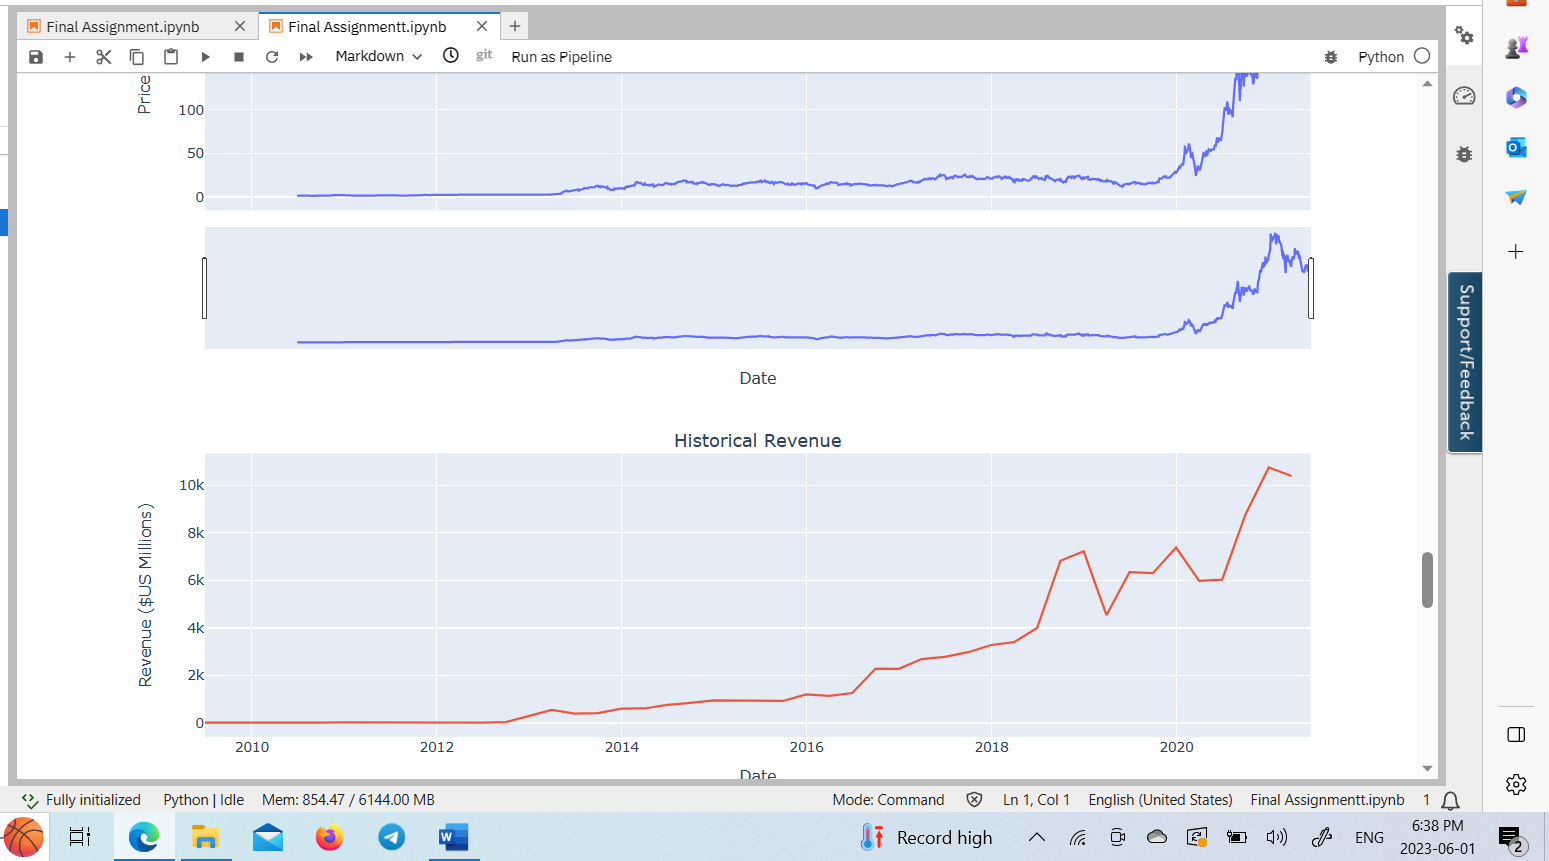 Final Assignment.ipynb
Final Assignmentt.ipynb
Markdown
git
Run as Pipeline
Python
Price
100
50
0
Date
Historical Revenue
Revenue ($US Millions)
10k
8k
6k
4k
2k
0
2010 2012 2014 2016 2018 2020
Date
Support/Feedback
Fully initialized Python | Idle Mem: 854.47 / 6144.00 MB Mode: Command Ln 1, Col 1 English (United States) Final Assignmentt.ipynb 1
Record high ENG 6:38 PM
2023-06-01
2